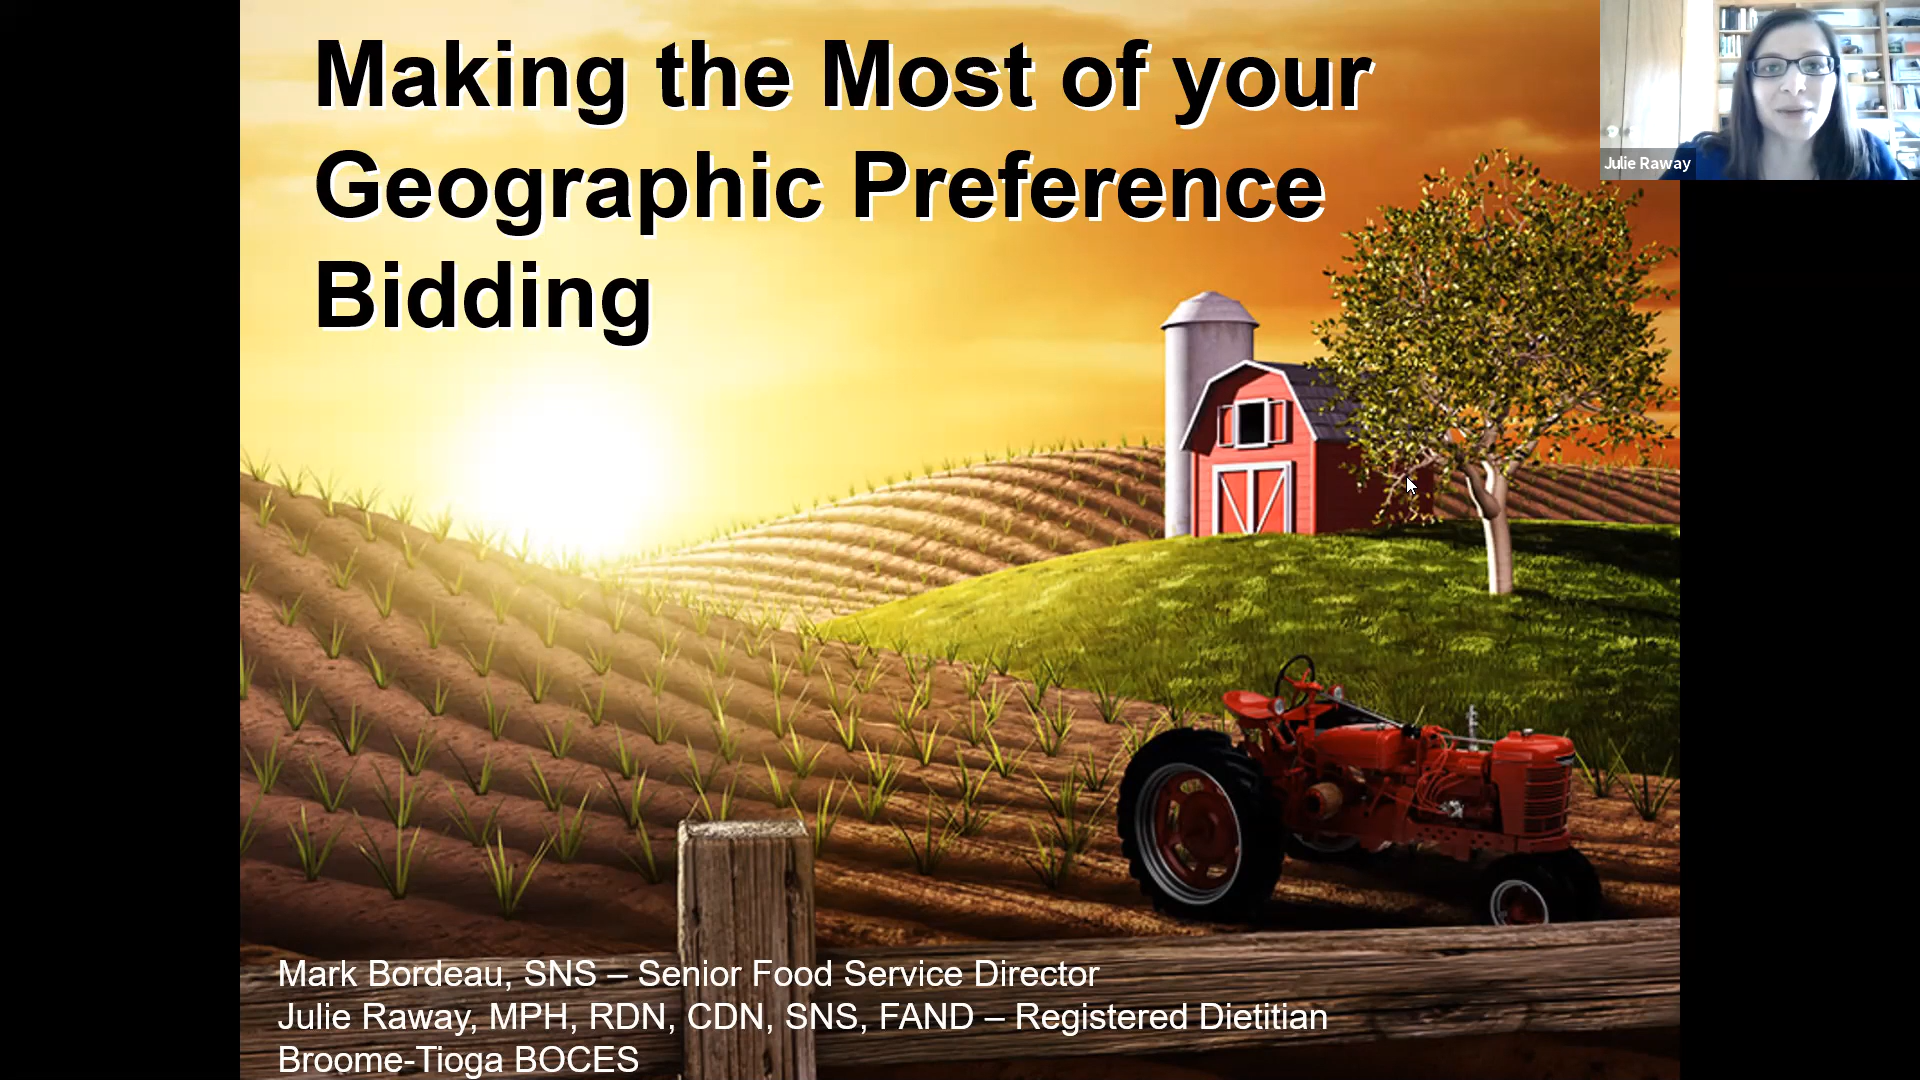 Making the Most of your
Geographic Preference
Bidding
Julie Raway
Mark Bordeau, SNS – Senior Food Service Director
Julie Raway, MPH, RDN, CDN, SNS, FAND – Registered Dietitian
Broome-Tioga BOCES